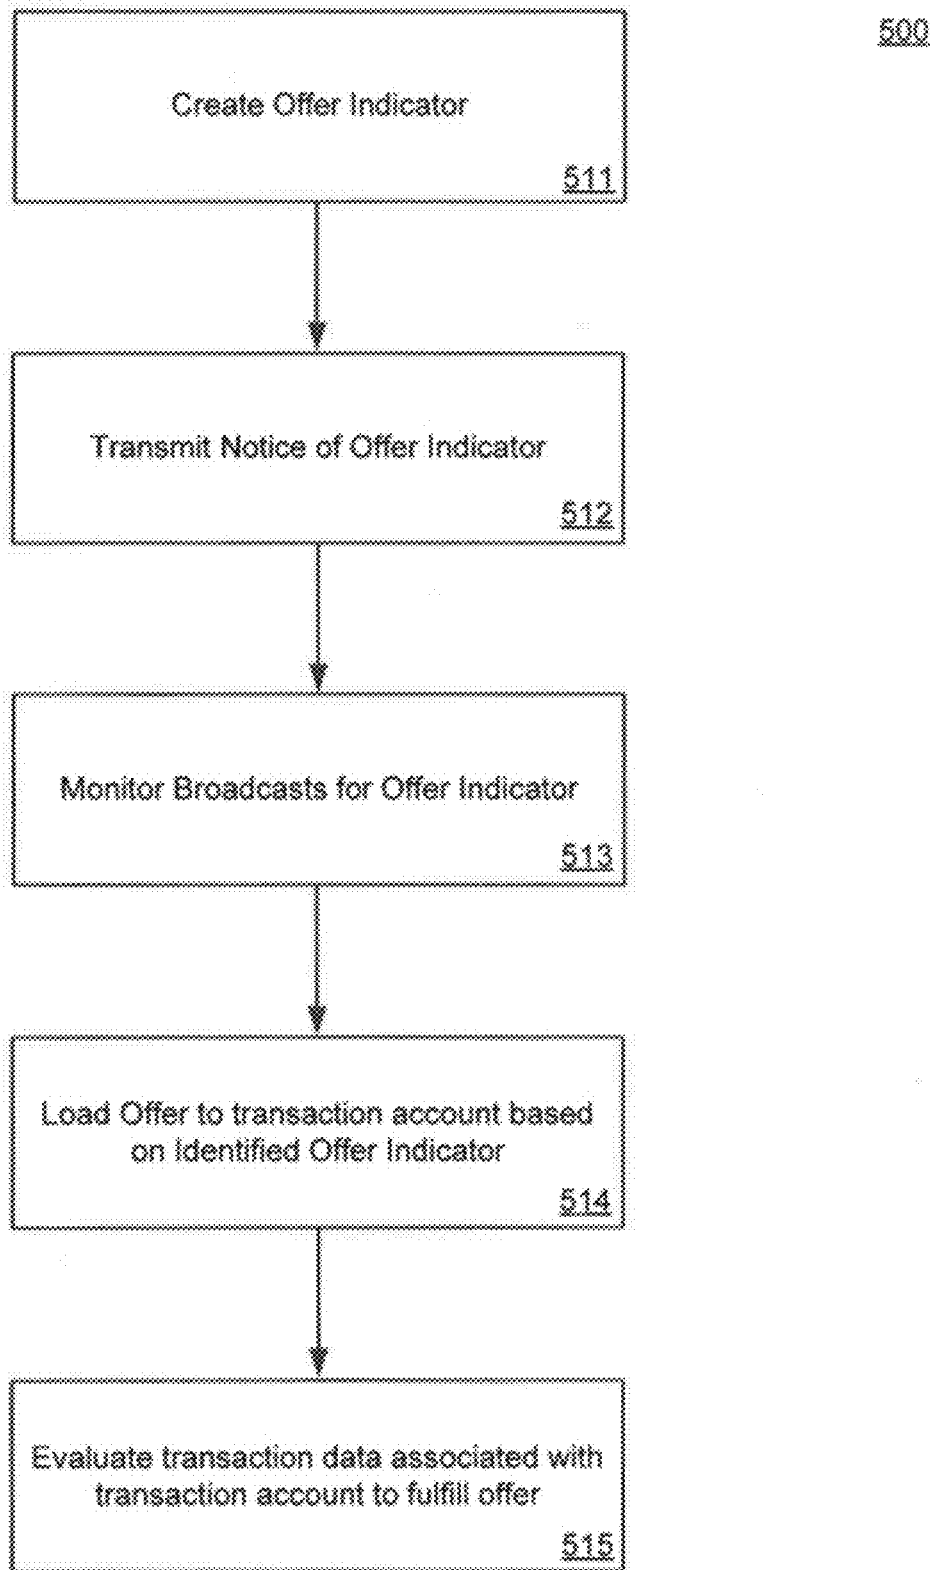 500
Create Offer Indicator
511
Transmit Notice of Offer Indicator
512
Monitor Broadcasts for Offer Indicator
513
Load Offer to transaction account based
on Identified Offer Indicator
514
Evaluate transaction data associated with
transaction account to fulfill offer
515